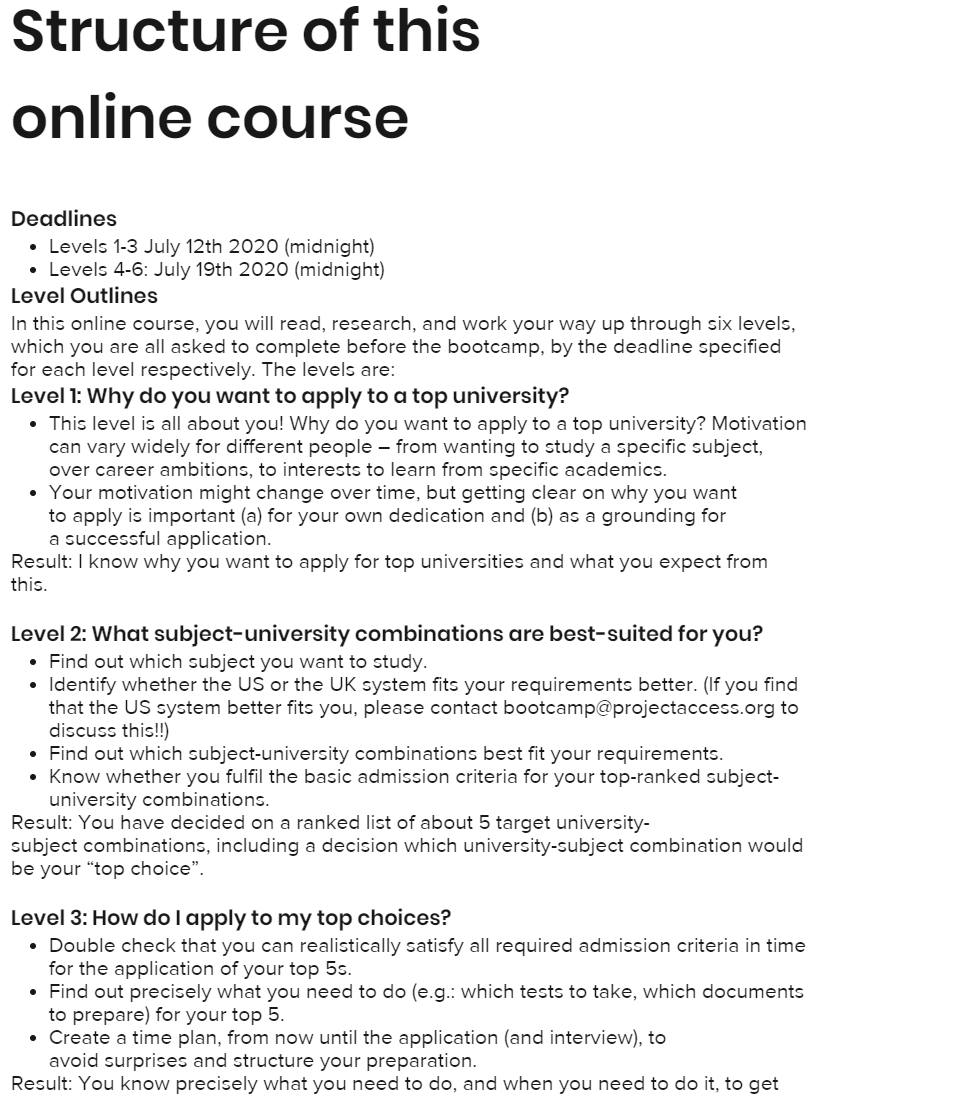 Structure of this
online course
Deadlines
• Levels 1-3 July 12th 2020 (midnight)
• Levels 4-6: July 19th 2020 (midnight)
Level Outlines
In this online course, you will read, research, and work your way up through six levels,
which you are all asked to complete before the bootcamp, by the deadline specified
for each level respectively. The levels are:
Level 1: Why do you want to apply to a top university?
• This level is all about you! Why do you want to apply to a top university? Motivation
can vary widely for different people – from wanting to study a specific subject,
over career ambitions, to interests to learn from specific academics.
• Your motivation might change over time, but getting clear on why you want
to apply is important (a) for your own dedication and (b) as a grounding for
a successful application.
Result: I know why you want to apply for top universities and what you expect from
this.
Level 2: What subject-university combinations are best-suited for you?
• Find out which subject you want to study.
• Identify whether the US or the UK system fits your requirements better. (If you find
that the US system better fits you, please contact bootcamp@projectaccess.org to
discuss this!!)
• Find out which subject-university combinations best fit your requirements.
• Know whether you fulfil the basic admission criteria for your top-ranked subject-
university combinations.
Result: You have decided on a ranked list of about 5 target university-
subject combinations, including a decision which university-subject combination would
be your “top choice”.
Level 3: How do I apply to my top choices?
• Double check that you can realistically satisfy all required admission criteria in time
for the application of your top 5s.
• Find out precisely what you need to do (e.g.: which tests to take, which documents
to prepare) for your top 5.
• Create a time plan, from now until the application (and interview), to
avoid surprises and structure your preparation.
Result: You know precisely what you need to do, and when you need to do it, to get